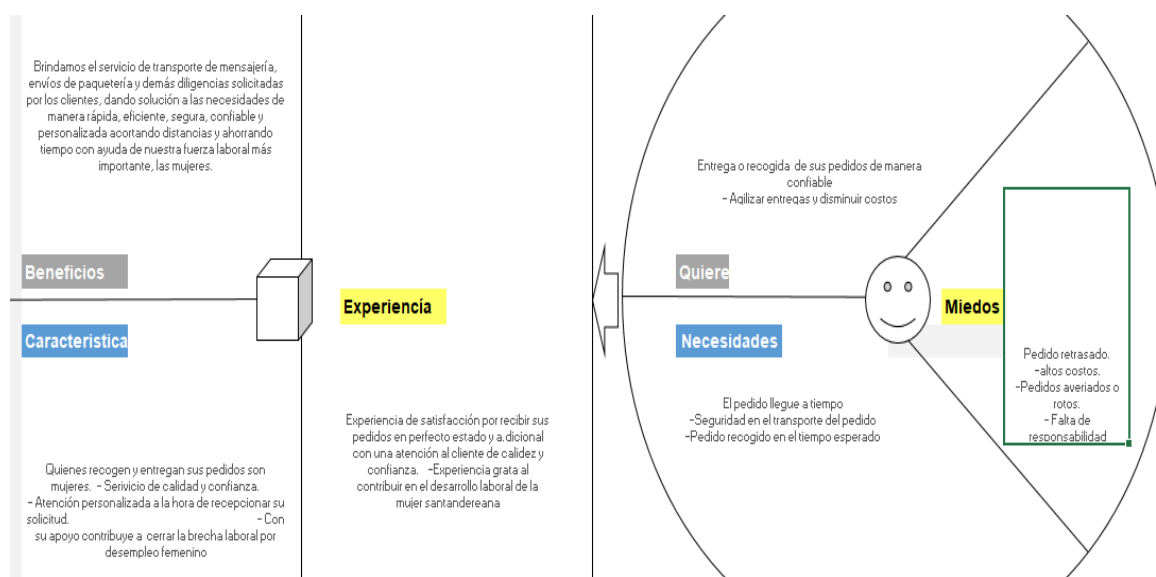 Brindamos el servicio de transporte de mensajería,
envíos de paquetería y demás diligencias solicitadas
por los clientes, dando solución a las necesidades de
manera rápida, eficiente, segura, confiable y
personalizada acortando distancias y ahorrando
tiempo con ayuda de nuestra fuerza laboral más
importante, las mujeres.
Beneficios
Caracteristica
Quienes recogen y entregan sus pedidos son
mujeres. - Serivicio de calidad y confianza.
- Atención personalizada a la hora de recepcionar su
solicitud. - Con
su apoyo contribuye a cerrar la brecha laboral por
desempleo femenino
Experiencía
Experiencia de satisfacción por recibir sus
pedidos en perfecto estado y a.dicional
con una atención al cliente de calidez y
confianza. -Experiencia grata al
contribuir en el desarrollo laboral de la
mujer santandereana
Entrega o recogida de sus pedidos de manera
confiable
- Agilizar entregas y disminuir costos
Quiere
Necesidades
El pedido llegue a tiempo
-Seguridad en el transporte del pedido
-Pedido recogido en el tiempo esperado
Miedos
Pedido retrasado.
-altos costos.
-Pedidos averiados o
rotos.
- Falta de
responsabilidad